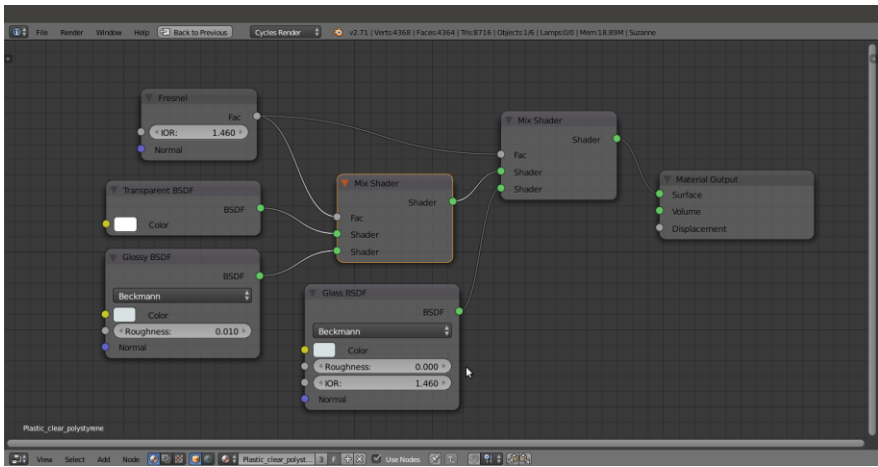 File Render Window Help Back to Previous Cycles Render v2.71 | Verts:4368 | Faces:4364 | Tris:8716 | Objects:1/6 | Lamps:0/0 | Mem:18.89M | Suzanne
Fresnel
Fac
IOR: 1.460
Normal
Transparent BSDF
BSDF
Color
Glossy BSDF
BSDF
Beckmann
Color
Roughness: 0.010
Normal
Mix Shader
Shader
Fac
Shader
Shader
Glass BSDF
BSDF
Beckmann
Color
Roughness: 0.000
IOR: 1.460
Normal
Mix Shader
Shader
Fac
Shader
Shader
Material Output
Surface
Volume
Displacement
Plastic_clear_polystyrene
View Select Add Node Plastic_clear_polyst... 3 F Use Nodes